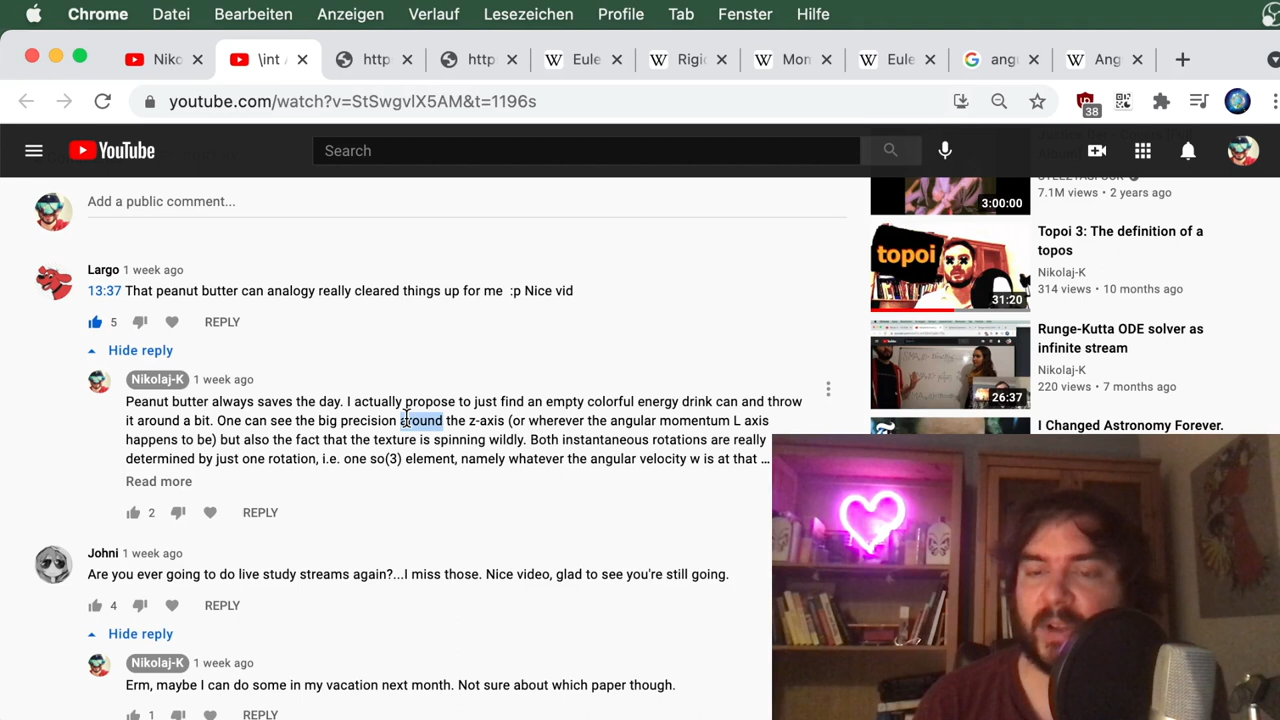 Chrome Datei Bearbeiten Anzeigen Verlauf Lesezeichen Profile Tab Fenster Hilfe
Niko \int http http Eule Rigi Mon Eule angu Ang
youtube.com/watch?v=StSwgvlX5AM&t=1196s
38
YouTube
Search
Add a public comment...
7.1M views • 2 years ago
3:00:00
Largo 1 week ago
13:37 That peanut butter can analogy really cleared things up for me :p Nice vid
5 REPLY
Hide reply
topoi
31:20
Topoi 3: The definition of a
topos
Nikolaj-K
314 views • 10 months ago
Nikolaj-K 1 week ago
Peanut butter always saves the day. I actually propose to just find an empty colorful energy drink can and throw
it around a bit. One can see the big precision around the z-axis (or wherever the angular momentum L axis
happens to be) but also the fact that the texture is spinning wildly. Both instantaneous rotations are really
determined by just one rotation, i.e. one so(3) element, namely whatever the angular velocity w is at that ...
Read more
2 REPLY
26:37
Runge-Kutta ODE solver as
infinite stream
Nikolaj-K
220 views • 7 months ago
I Changed Astronomy Forever.
Johni 1 week ago
Are you ever going to do live study streams again?...I miss those. Nice video, glad to see you're still going.
4 REPLY
Hide reply
Nikolaj-K 1 week ago
Erm, maybe I can do some in my vacation next month. Not sure about which paper though.
1 REPLY